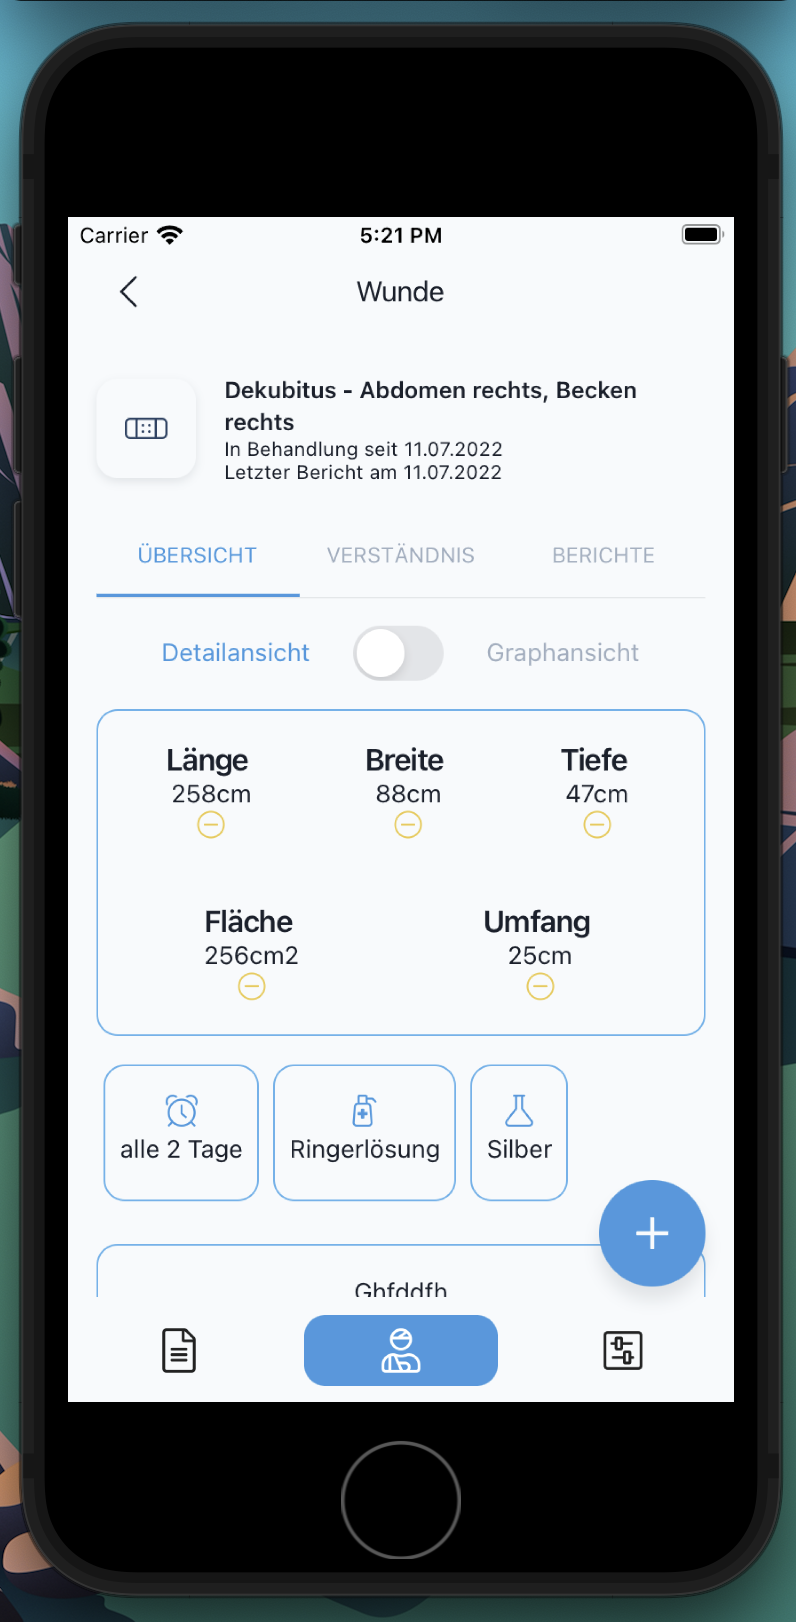 Carrier 5:21 PM
Wunde
Dekubitus - Abdomen rechts, Becken
rechts
In Behandlung seit 11.07.2022
Letzter Bericht am 11.07.2022
ÜBERSICHT VERSTÄNDNIS BERICHTE
Detailansicht Graphansicht
Länge Breite Tiefe
258cm 88cm 47cm
Fläche Umfang
256cm2 25cm
alle 2 Tage Ringerlösung Silber
Ghfddfh